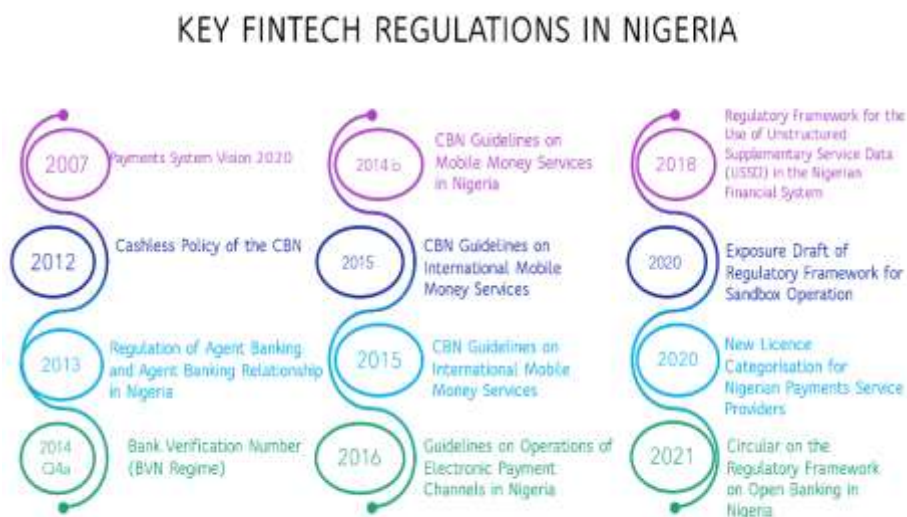 KEY FINTECH REGULATIONS IN NIGERIA
2007
Payments System Vision 2020
2012
Cashless Policy of the CBN
2013
Regulation of Agent Banking
and Agent Banking Relationship
in Nigeria
2014
Q4a
Bank Verification Number
(BVN Regime)
2014 b
CBN Guidelines on
Mobile Money Services
in Nigeria
2015
CBN Guidelines on
International Mobile
Money Services
2015
CBN Guidelines on
International Mobile
Money Services
2016
Guidelines on Operations of
Electronic Payment
Channels in Nigeria
2018
Regulatory Framework for the
Use of Unstructured
Supplementary Service Data
(USSD) in the Nigerian
Financial System
2020
Exposure Draft of
Regulatory Framework for
Sandbox Operation
2020
New Licence
Categorisation for
Nigerian Payments Service
Providers
2021
Circular on the
Regulatory Framework
on Open Banking in
Nigeria